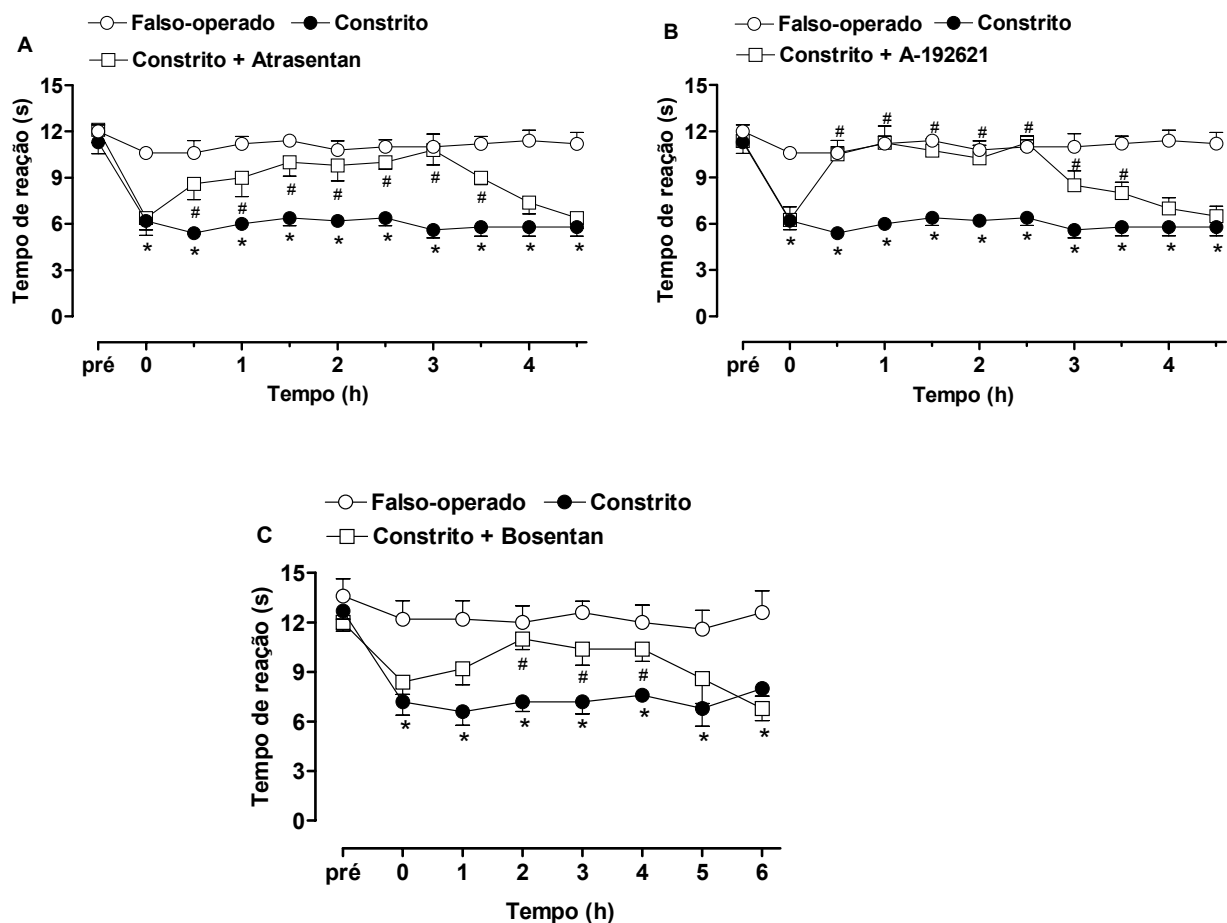 A
Falso-operado Constrito
Constrito + Atrasentan
Tempo de reação (s)
15
12
9
6
3
0
# # # # # # #
* * * * * * * * * *
pré 0 1 2 3 4
Tempo (h)
B
Falso-operado Constrito
Constrito + A-192621
Tempo de reação (s)
15
12
9
6
3
0
# # # # # # #
* * * * * * * * * *
pré 0 1 2 3 4
Tempo (h)
C
Falso-operado Constrito
Constrito + Bosentan
Tempo de reação (s)
15
12
9
6
3
0
# # #
* * * * * * *
pré 0 1 2 3 4 5 6
Tempo (h)